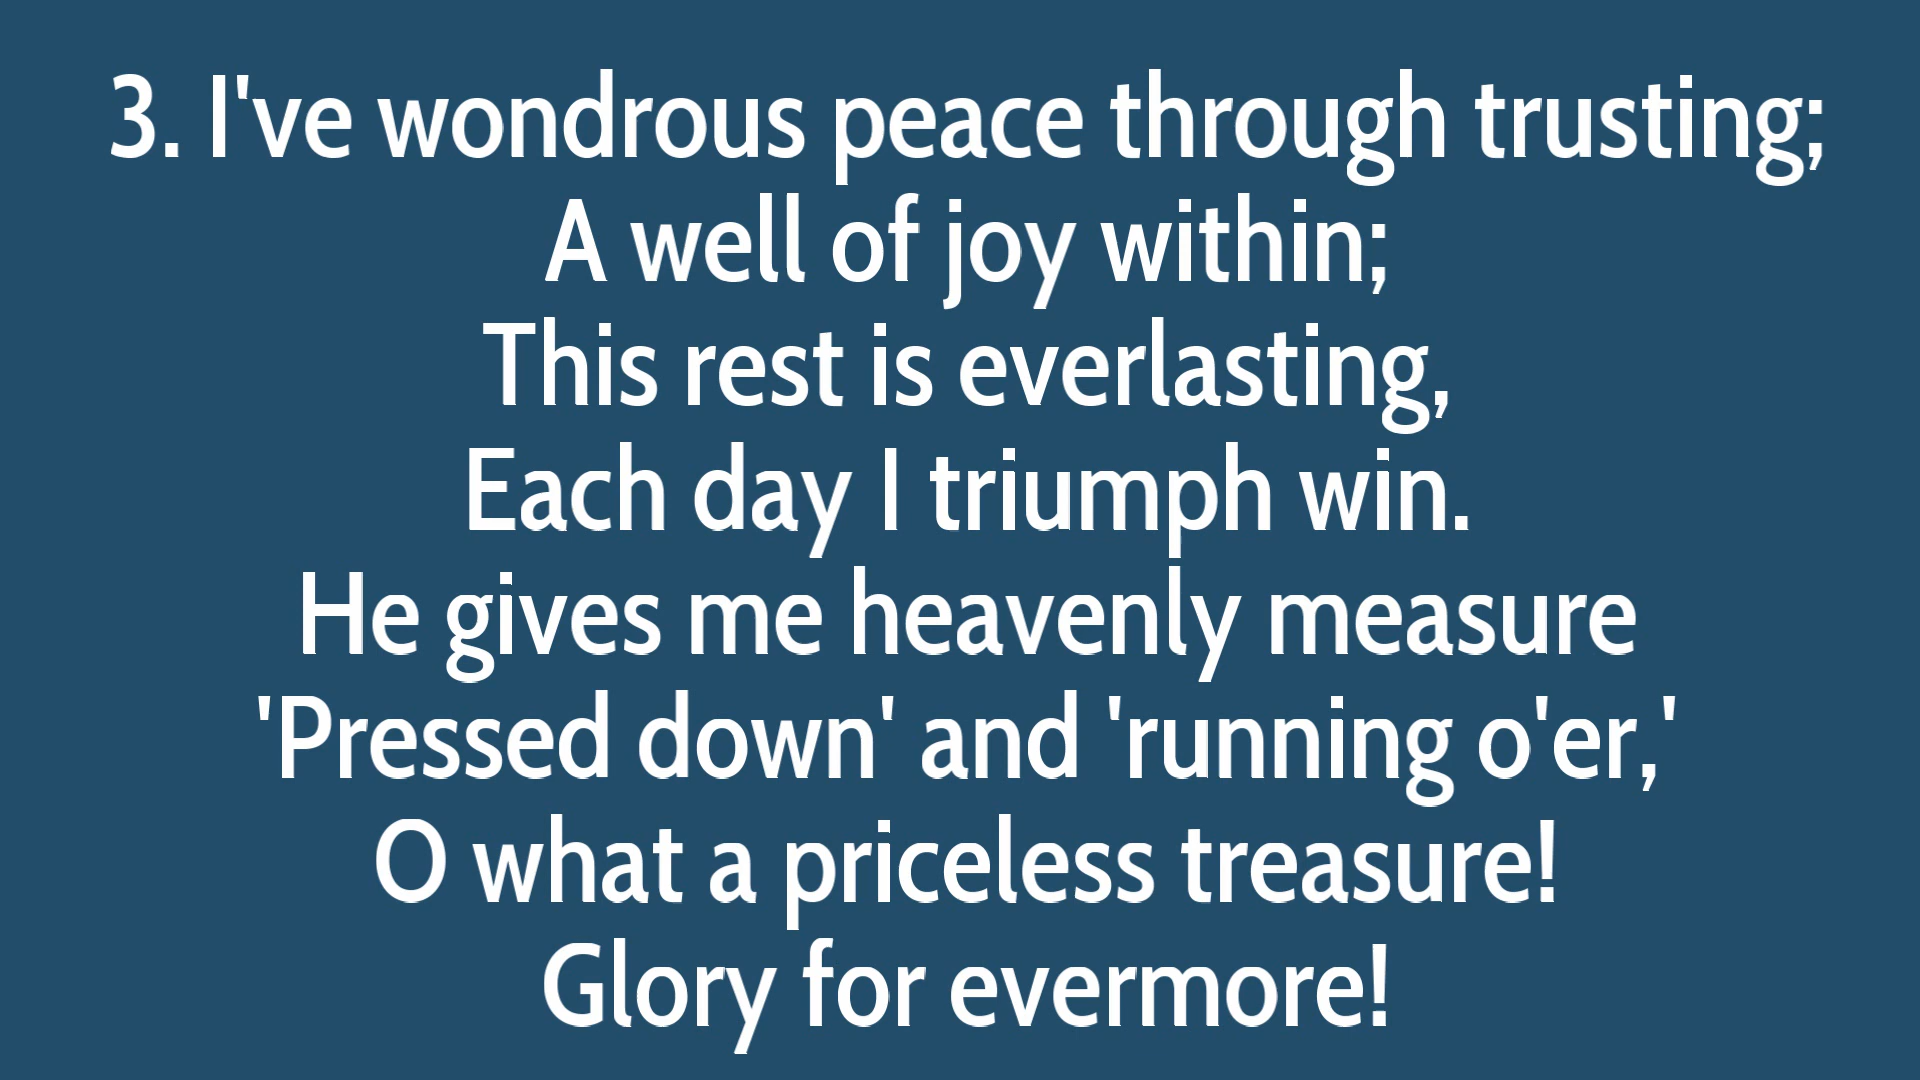 3. I've wondrous peace through trusting;
A well of joy within;
This rest is everlasting,
Each day I triumph win.
He gives me heavenly measure
'Pressed down' and 'running o'er,'
O what a priceless treasure!
Glory for evermore!